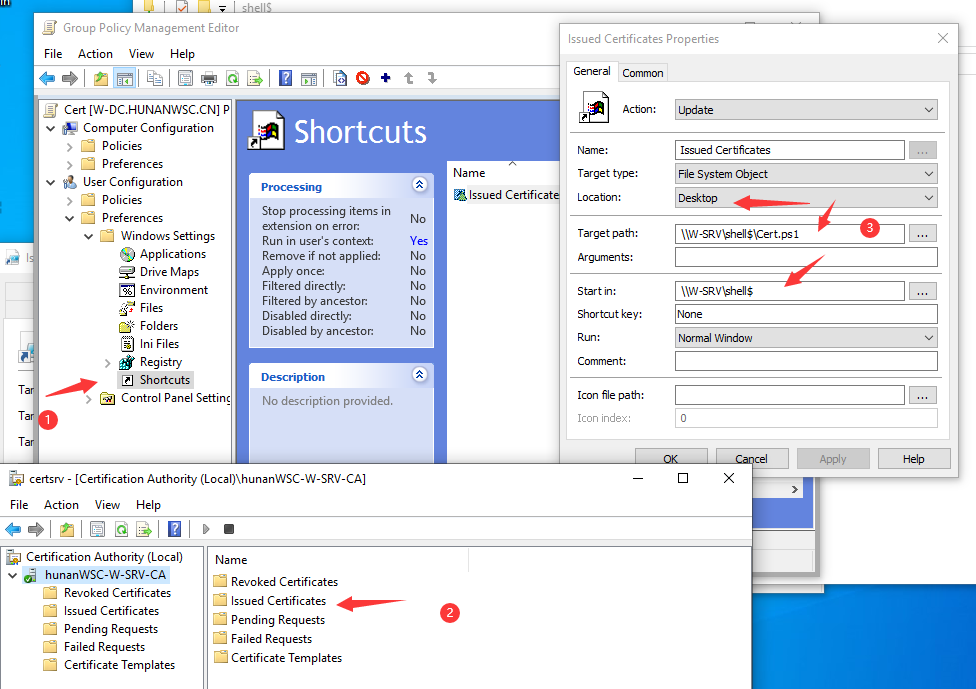 in
shell$
Group Policy Management Editor
File Action View Help
Cert [W-DC.HUNANWSC.CN] P
Computer Configuration
Policies
Preferences
User Configuration
Policies
Preferences
Windows Settings
Applications
Drive Maps
Environment
Files
Folders
Ini Files
Registry
Shortcuts
Control Panel Setting
1
Shortcuts
Processing
Stop processing items in extension on error: No
Run in user's context: Yes
Remove if not applied: No
Apply once: No
Filtered directly: No
Filtered by ancestor: No
Disabled directly: No
Disabled by ancestor: No
Description
No description provided.
Name
Issued Certificate
Is
Tar
Tar
Tar
Issued Certificates Properties
General Common
Action: Update
Name: Issued Certificates ...
Target type: File System Object
Location: Desktop
3
Target path: \\W-SRV\shell$\Cert.ps1 ...
Arguments:
Start in: \\W-SRV\shell$ ...
Shortcut key: None
Run: Normal Window
Comment:
Icon file path: ...
Icon index: 0
OK Cancel Apply Help
certsrv - [Certification Authority (Local)\hunanWSC-W-SRV-CA]
File Action View Help
Certification Authority (Local)
hunanWSC-W-SRV-CA
Revoked Certificates
Issued Certificates
Pending Requests
Failed Requests
Certificate Templates
Name
Revoked Certificates
Issued Certificates
2
Pending Requests
Failed Requests
Certificate Templates